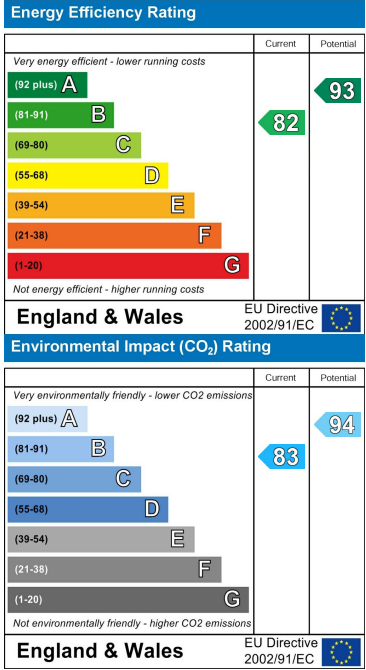 Energy Efficiency Rating
Current Potential
Very energy efficient - lower running costs
(92 plus) A
93
(81-91) B
82
(69-80) C
(55-68) D
(39-54) E
(21-38) F
(1-20) G
Not energy efficient - higher running costs
England & Wales
EU Directive
2002/91/EC
Environmental Impact (CO₂) Rating
Current Potential
Very environmentally friendly - lower CO2 emissions
(92 plus) A
94
(81-91) B
83
(69-80) C
(55-68) D
(39-54) E
(21-38) F
(1-20) G
Not environmentally friendly - higher CO2 emissions
England & Wales
EU Directive
2002/91/EC